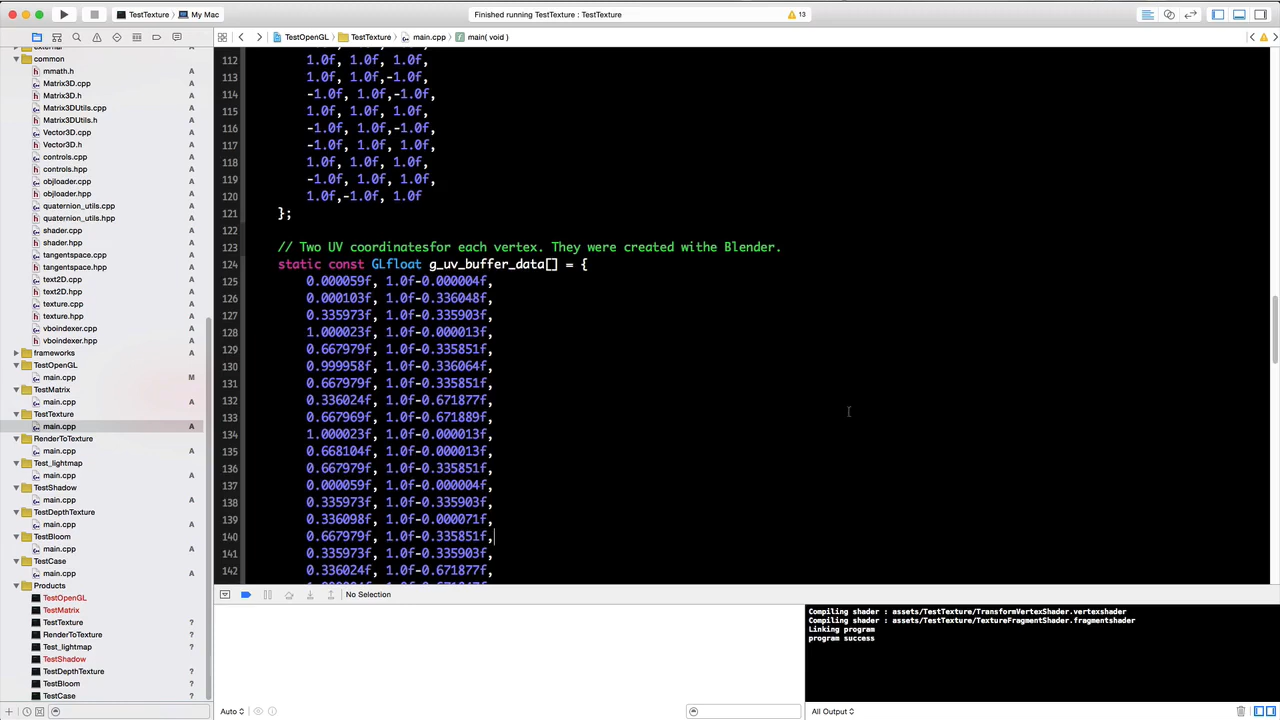 TestTexture > My Mac
Finished running TestTexture : TestTexture
13
TestOpenGL > TestTexture > main.cpp > main( void )
common
mmath.h A
Matrix3D.cpp A
Matrix3D.h A
Matrix3DUtils.cpp A
Matrix3DUtils.h A
Vector3D.cpp A
Vector3D.h A
controls.cpp A
controls.hpp A
objloader.cpp A
objloader.hpp A
quaternion_utils.cpp A
quaternion_utils.hpp A
shader.cpp A
shader.hpp A
tangentspace.cpp A
tangentspace.hpp A
text2D.cpp A
text2D.hpp A
texture.cpp A
texture.hpp A
vboindexer.cpp A
vboindexer.hpp A
frameworks
TestOpenGL
main.cpp M
TestMatrix
main.cpp A
TestTexture
main.cpp A
RenderToTexture
main.cpp A
Test_lightmap
main.cpp A
TestShadow
main.cpp A
TestDepthTexture
main.cpp A
TestBloom
main.cpp A
TestCase
main.cpp A
Products
TestOpenGL
TestMatrix
TestTexture ?
RenderToTexture ?
Test_lightmap ?
TestShadow
TestDepthTexture ?
TestBloom ?
TestCase ?
112 1.0f, 1.0f, 1.0f,
113 1.0f, 1.0f,-1.0f,
114 -1.0f, 1.0f,-1.0f,
115 1.0f, 1.0f, 1.0f,
116 -1.0f, 1.0f,-1.0f,
117 -1.0f, 1.0f, 1.0f,
118 1.0f, 1.0f, 1.0f,
119 -1.0f, 1.0f, 1.0f,
120 1.0f,-1.0f, 1.0f
121 };
122
123 // Two UV coordinatesfor each vertex. They were created withe Blender.
124 static const GLfloat g_uv_buffer_data[] = {
125 0.000059f, 1.0f-0.000004f,
126 0.000103f, 1.0f-0.336048f,
127 0.335973f, 1.0f-0.335903f,
128 1.000023f, 1.0f-0.000013f,
129 0.667979f, 1.0f-0.335851f,
130 0.999958f, 1.0f-0.336064f,
131 0.667979f, 1.0f-0.335851f,
132 0.336024f, 1.0f-0.671877f,
133 0.667969f, 1.0f-0.671889f,
134 1.000023f, 1.0f-0.000013f,
135 0.668104f, 1.0f-0.000013f,
136 0.667979f, 1.0f-0.335851f,
137 0.000059f, 1.0f-0.000004f,
138 0.335973f, 1.0f-0.335903f,
139 0.336098f, 1.0f-0.000071f,
140 0.667979f, 1.0f-0.335851f,
141 0.335973f, 1.0f-0.335903f,
142 0.336024f, 1.0f-0.671877f,
No Selection
Compiling shader : assets/TestTexture/TransformVertexShader.vertexshader
Compiling shader : assets/TestTexture/TextureFragmentShader.fragmentshader
Linking program
program success
Auto
All Output